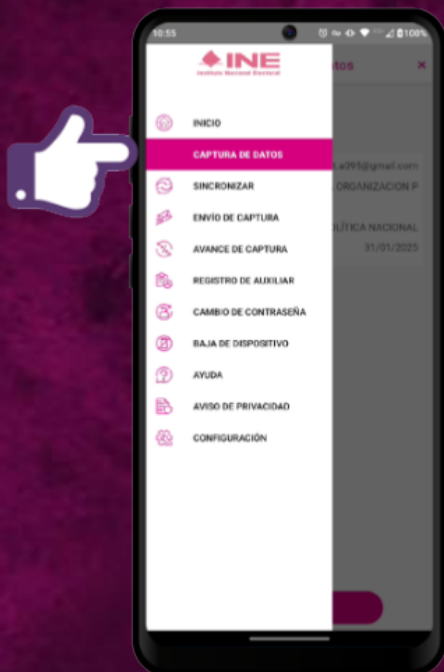 10:55
100%
INE
Instituto Nacional Electoral
tos
×
INICIO
CAPTURA DE DATOS
a395@gmail.com
SINCRONIZAR
ORGANIZACION P
ENVÍO DE CAPTURA
OLÍTICA NACIONAL
AVANCE DE CAPTURA
31/01/2025
REGISTRO DE AUXILIAR
CAMBIO DE CONTRASEÑA
BAJA DE DISPOSITIVO
AYUDA
AVISO DE PRIVACIDAD
CONFIGURACIÓN